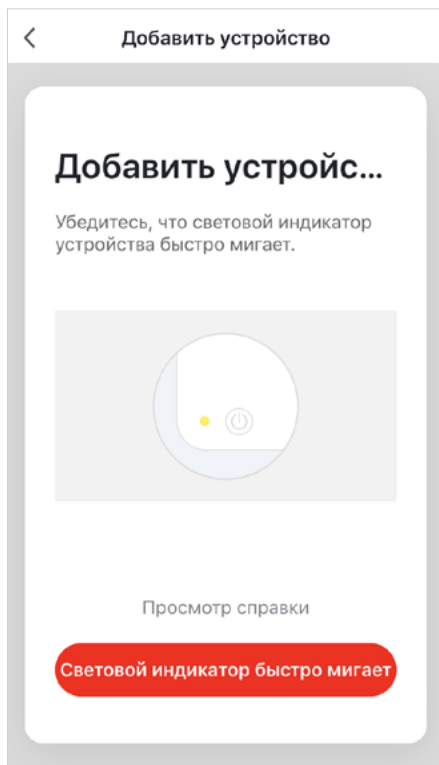 Добавить устройство
Добавить устройс...
Убедитесь, что световой индикатор
устройства быстро мигает.
Просмотр справки
Световой индикатор быстро мигает